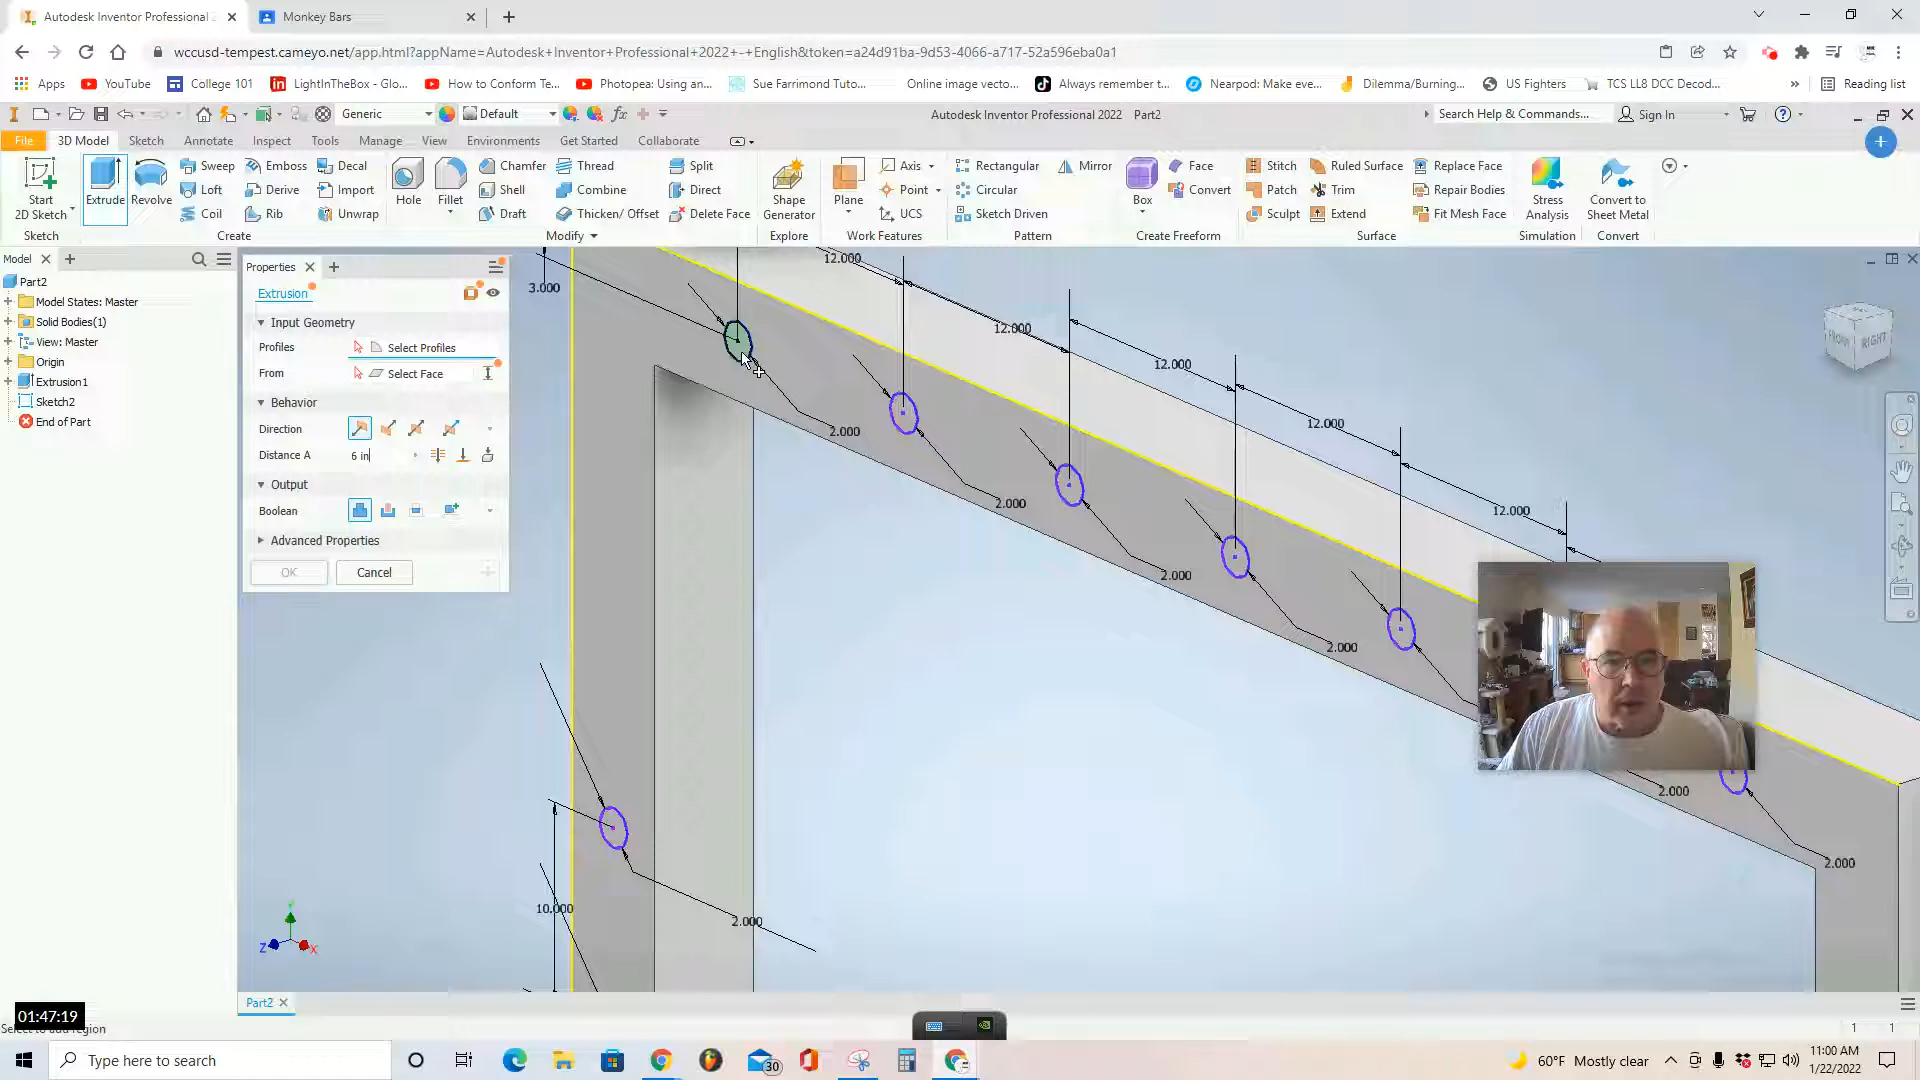 Autodesk Inventor Professional 2
Monkey Bars
wccusd-tempest.cameyo.net/app.html?appName=Autodesk+Inventor+Professional+2022+-+English&token=a24d91ba-9d53-4066-a717-52a596eba0a1
Apps YouTube College 101 LightInTheBox - Glo... How to Conform Te... Photopea: Using an... Sue Farrimond Tuto... Online image vecto... Always remember t... Nearpod: Make eve... Dilemma/Burning... US Fighters TCS LL8 DCC Decod... » Reading list
Generic Default fx Autodesk Inventor Professional 2022 Part2 Search Help & Commands... Sign In
File 3D Model Sketch Annotate Inspect Tools Manage View Environments Get Started Collaborate
Sweep Emboss Decal Chamfer Thread Split Axis Rectangular Mirror Face Stitch Ruled Surface Replace Face
Loft Derive Import Shell Combine Direct Point Circular Convert Patch Trim Repair Bodies
Start 2D Sketch Extrude Revolve Hole Fillet Shape Generator Plane Box Stress Analysis Convert to Sheet Metal
Coil Rib Unwrap Draft Thicken/ Offset Delete Face UCS Sketch Driven Sculpt Extend Fit Mesh Face
Sketch Create Modify Explore Work Features Pattern Create Freeform Surface Simulation Convert
Model
Part2
Model States: Master
Solid Bodies(1)
View: Master
Origin
Extrusion1
Sketch2
End of Part
Properties
Extrusion
Input Geometry
Profiles Select Profiles
From Select Face
Behavior
Direction
Distance A 6 in
Output
Boolean
Advanced Properties
OK Cancel
12.000
3.000
12.000
12.000
12.000
12.000
2.000
2.000
2.000
2.000
2.000
2.000
10.000
2.000
FRONT RIGHT
Y
Z X
Part2
01:47:19
Select to add region
1 1
Type here to search
30
60°F Mostly clear
11:00 AM
1/22/2022